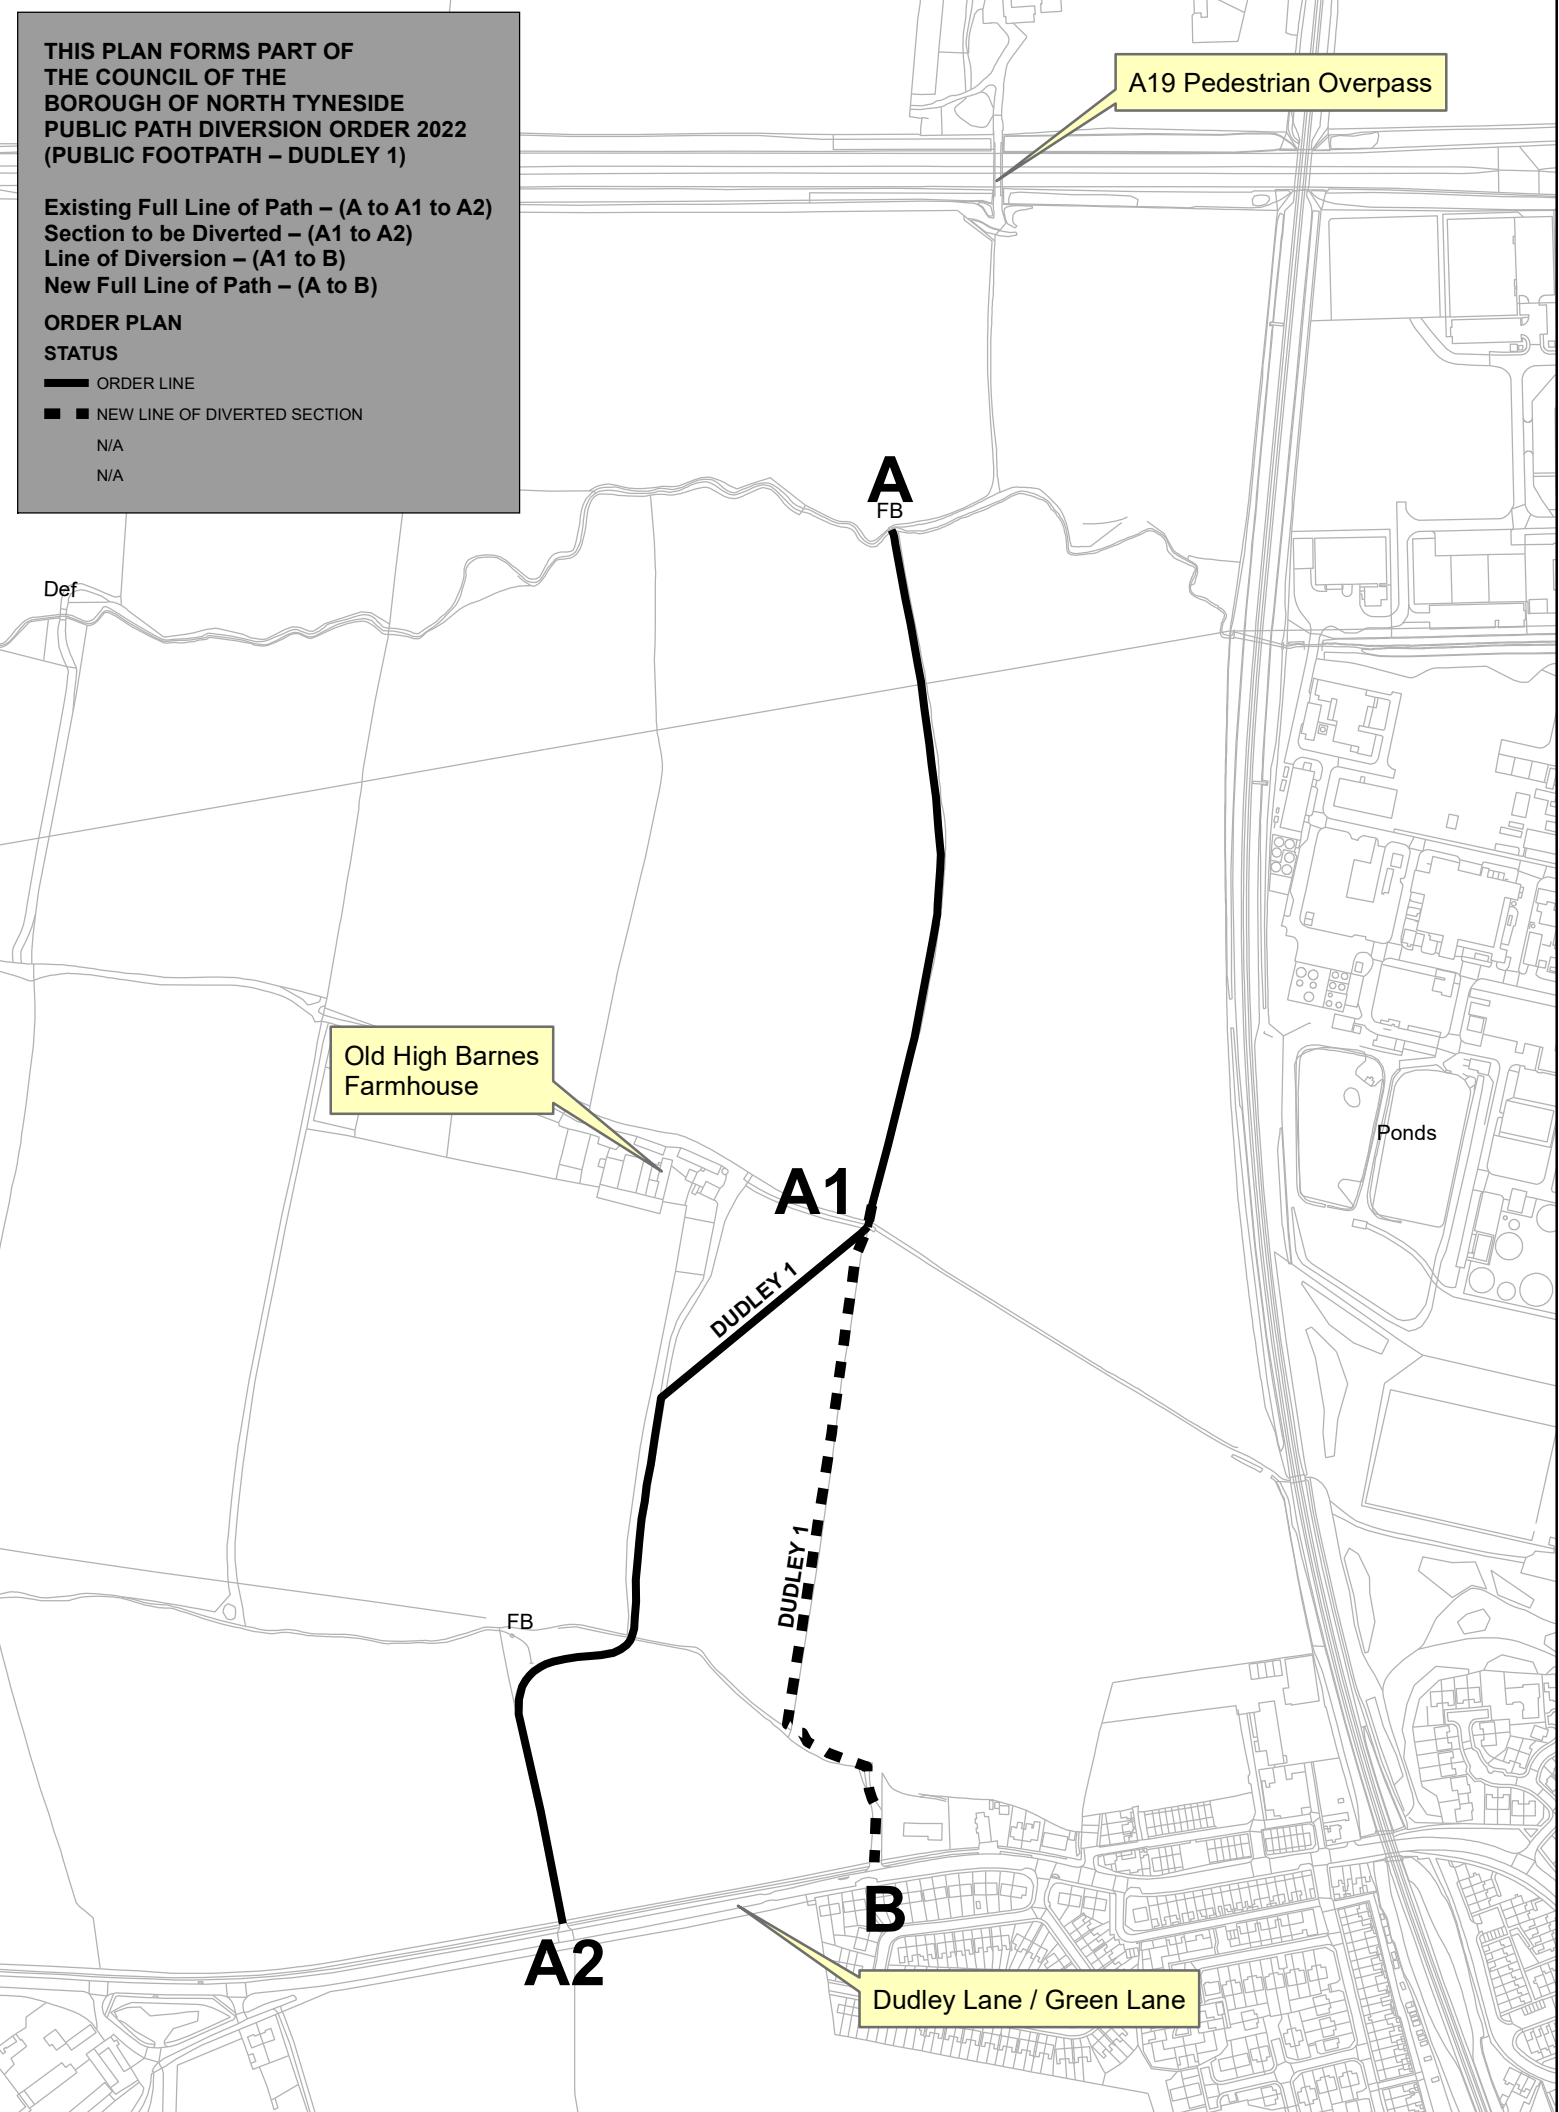 THIS PLAN FORMS PART OF
THE COUNCIL OF THE
BOROUGH OF NORTH TYNESIDE
PUBLIC PATH DIVERSION ORDER 2022
(PUBLIC FOOTPATH – DUDLEY 1)
Existing Full Line of Path – (A to A1 to A2)
Section to be Diverted – (A1 to A2)
Line of Diversion – (A1 to B)
New Full Line of Path – (A to B)
ORDER PLAN
STATUS
ORDER LINE
NEW LINE OF DIVERTED SECTION
N/A
N/A
A19 Pedestrian Overpass
A
FB
Def
Old High Barnes
Farmhouse
Ponds
A1
DUDLEY 1
DUDLEY 1
FB
B
A2
Dudley Lane / Green Lane